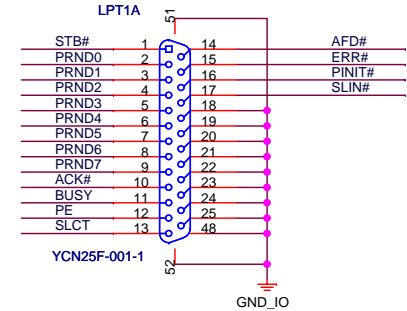 LPT1A
51
STB# 1 14 AFD#
PRND0 2 15 ERR#
PRND1 3 16 PINIT#
PRND2 4 17 SLIN#
PRND3 5 18
PRND4 6 19
PRND5 7 20
PRND6 8 21
PRND7 9 22
ACK# 10 23
BUSY 11 24
PE 12 25
SLCT 13 48
YCN25F-001-1
52
GND_IO